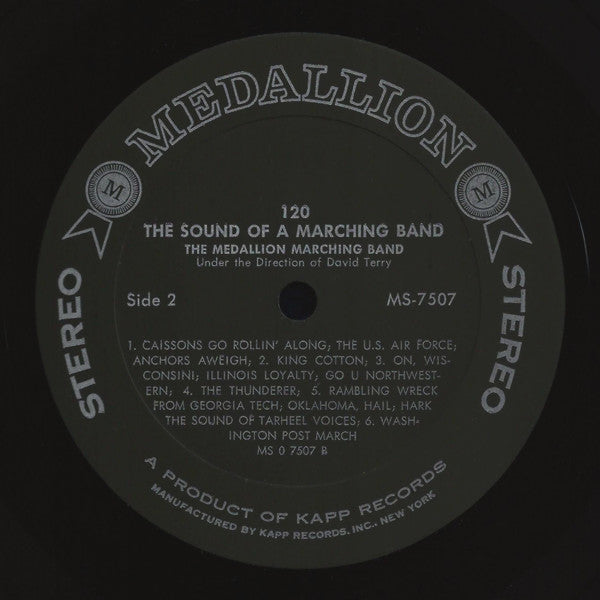 MEDALLION
M
M
120
THE SOUND OF A MARCHING BAND
THE MEDALLION MARCHING BAND
Under the Direction of David Terry
Side 2
MS-7507
STEREO
STEREO
1. CAISSONS GO ROLLIN' ALONG; THE U.S. AIR FORCE;
ANCHORS AWEIGH; 2. KING COTTON; 3. ON, WIS-
CONSINI; ILLINOIS LOYALTY; GO U NORTHWEST-
ERN; 4. THE THUNDERER; 5. RAMBLING WRECK
FROM GEORGIA TECH; OKLAHOMA, HAIL; HARK
THE SOUND OF TARHEEL VOICES; 6. WASH-
INGTON POST MARCH
MS 0 7507 B
A PRODUCT OF KAPP RECORDS
MANUFACTURED BY KAPP RECORDS, INC., NEW YORK